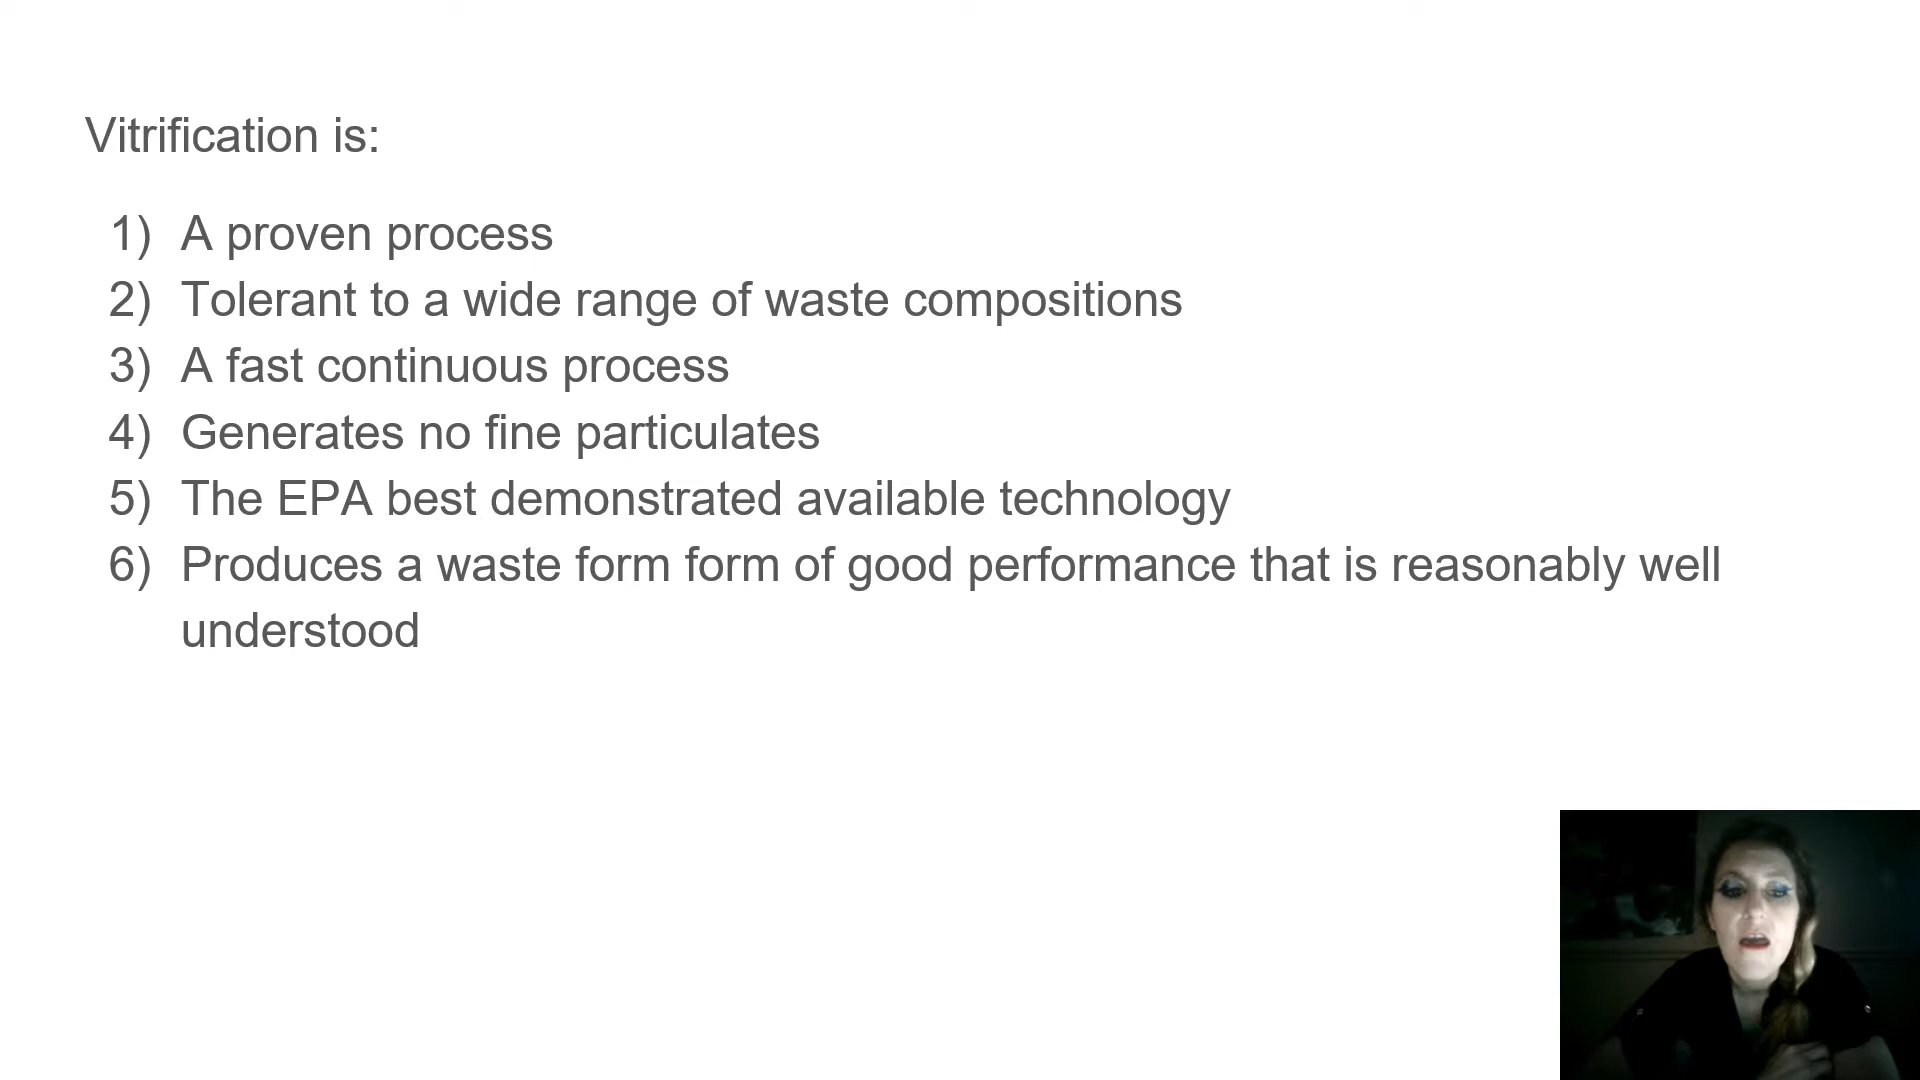 Vitrification is:
1) A proven process
2) Tolerant to a wide range of waste compositions
3) A fast continuous process
4) Generates no fine particulates
5) The EPA best demonstrated available technology
6) Produces a waste form form of good performance that is reasonably well
understood